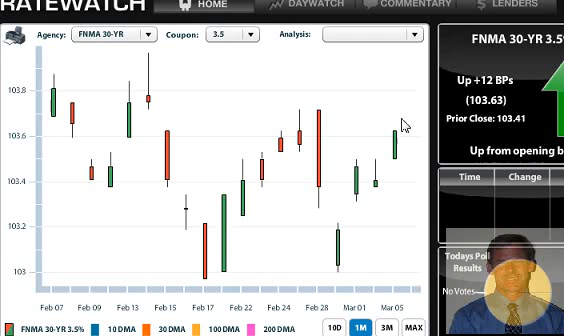 RATEWATCH HOME DAYWATCH COMMENTARY $ LENDERS
Agency: FNMA 30-YR Coupon: 3.5 Analysis:
FNMA 30-YR 3.5%
Up +12 BPs
(103.63)
Prior Close: 103.41
Up from opening b
Time Change
Todays Poll
Results
No Votes
103.8
103.6
103.4
103.2
103
Feb 07 Feb 09 Feb 13 Feb 15 Feb 17 Feb 22 Feb 24 Feb 28 Mar 01 Mar 05
FNMA 30-YR 3.5% 10 DMA 30 DMA 100 DMA 200 DMA 10D 1M 3M MAX